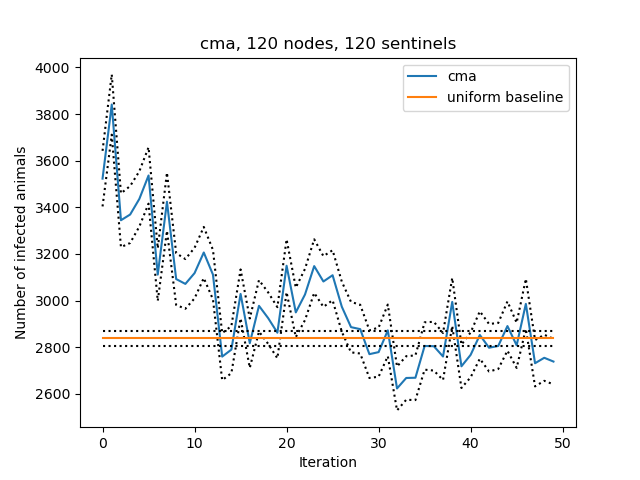 cma, 120 nodes, 120 sentinels
cma
uniform baseline
4000
3800
3600
3400
3200
3000
2800
2600
Number of infected animals
0
10
20
30
40
50
Iteration